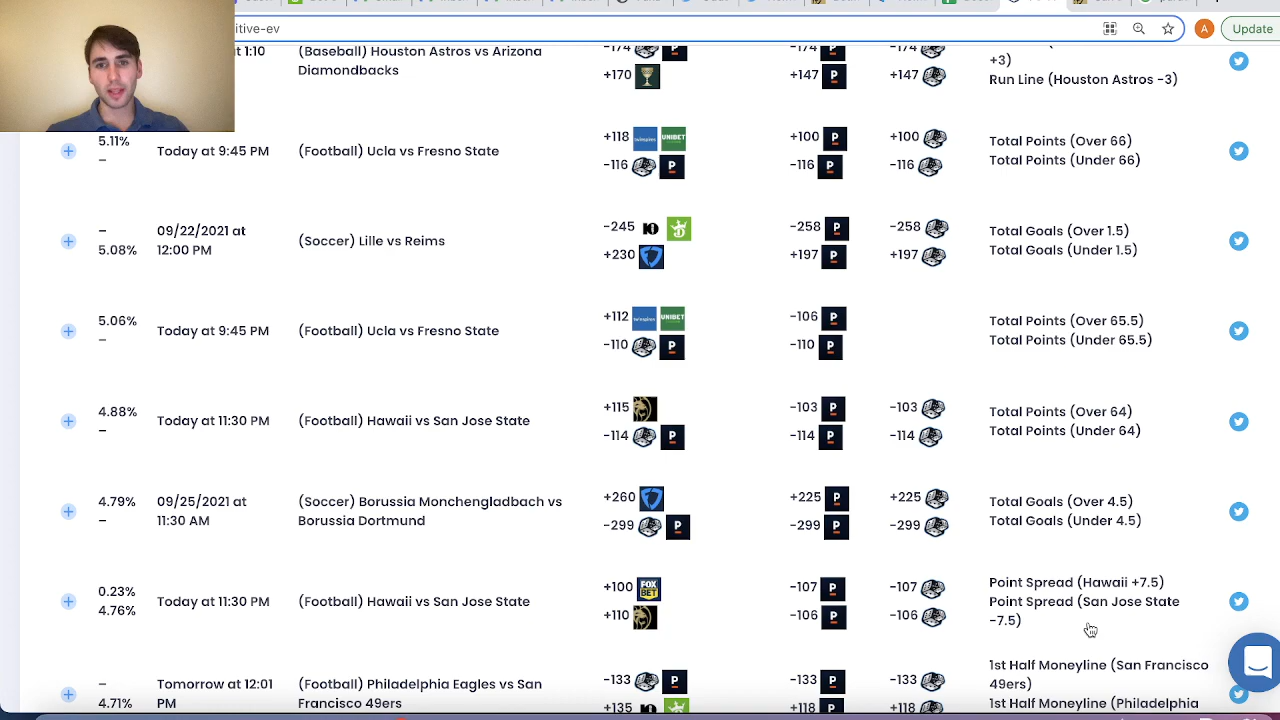 itive-ev
A
Update
at 1:10
(Baseball) Houston Astros vs Arizona
Diamondbacks
-174
+170
-174
+147
-174
+147
+3)
Run Line (Houston Astros -3)
5.11%
–
Today at 9:45 PM
(Football) Ucla vs Fresno State
+118 twinspires UNIBET
-116
+100
-116
+100
-116
Total Points (Over 66)
Total Points (Under 66)
–
5.08%
09/22/2021 at
12:00 PM
(Soccer) Lille vs Reims
-245
+230
-258
+197
-258
+197
Total Goals (Over 1.5)
Total Goals (Under 1.5)
5.06%
–
Today at 9:45 PM
(Football) Ucla vs Fresno State
+112 twinspires UNIBET
-110
-106
-110
Total Points (Over 65.5)
Total Points (Under 65.5)
4.88%
–
Today at 11:30 PM
(Football) Hawaii vs San Jose State
+115
-114
-103
-114
-103
-114
Total Points (Over 64)
Total Points (Under 64)
4.79%
–
09/25/2021 at
11:30 AM
(Soccer) Borussia Monchengladbach vs
Borussia Dortmund
+260
-299
+225
-299
+225
-299
Total Goals (Over 4.5)
Total Goals (Under 4.5)
0.23%
4.76%
Today at 11:30 PM
(Football) Hawaii vs San Jose State
+100 FOX BET
+110
-107
-106
-107
-106
Point Spread (Hawaii +7.5)
Point Spread (San Jose State
-7.5)
–
4.71%
Tomorrow at 12:01
PM
(Football) Philadelphia Eagles vs San
Francisco 49ers
-133
+135
-133
+118
-133
+118
1st Half Moneyline (San Francisco
49ers)
1st Half Moneyline (Philadelphia